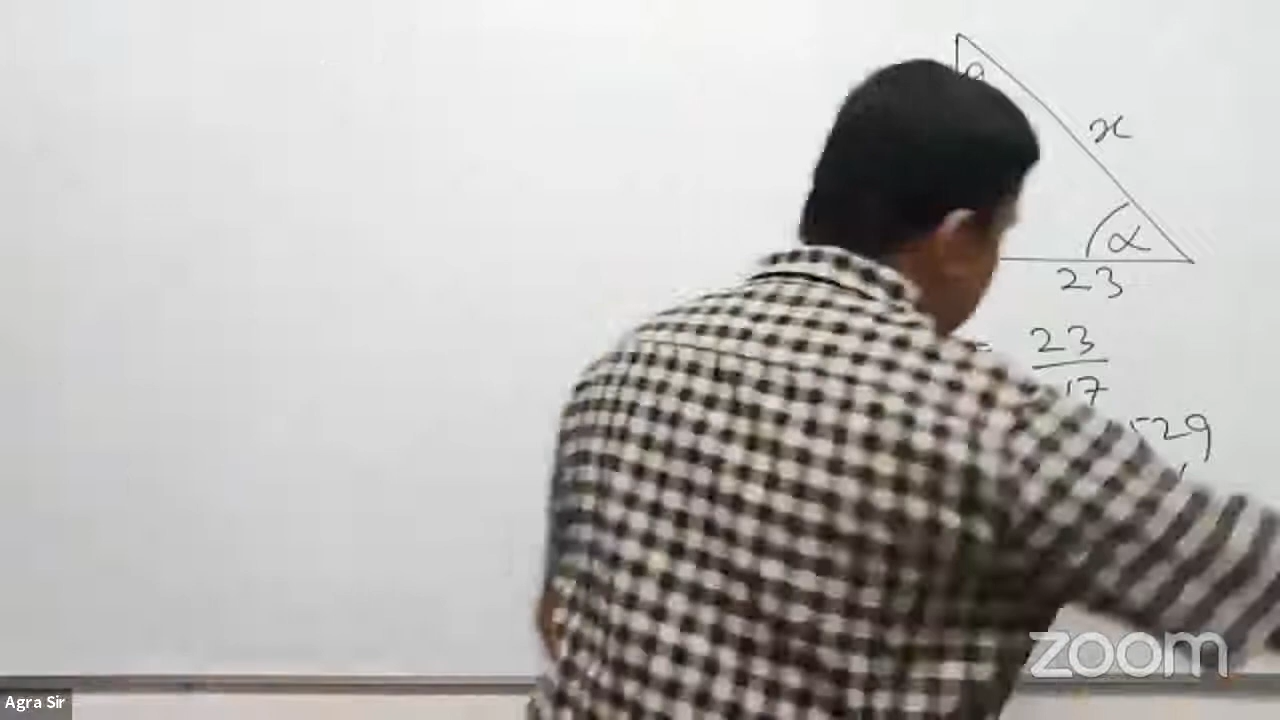 x
α
23
= 23
17
529
zoom
Agra Sir